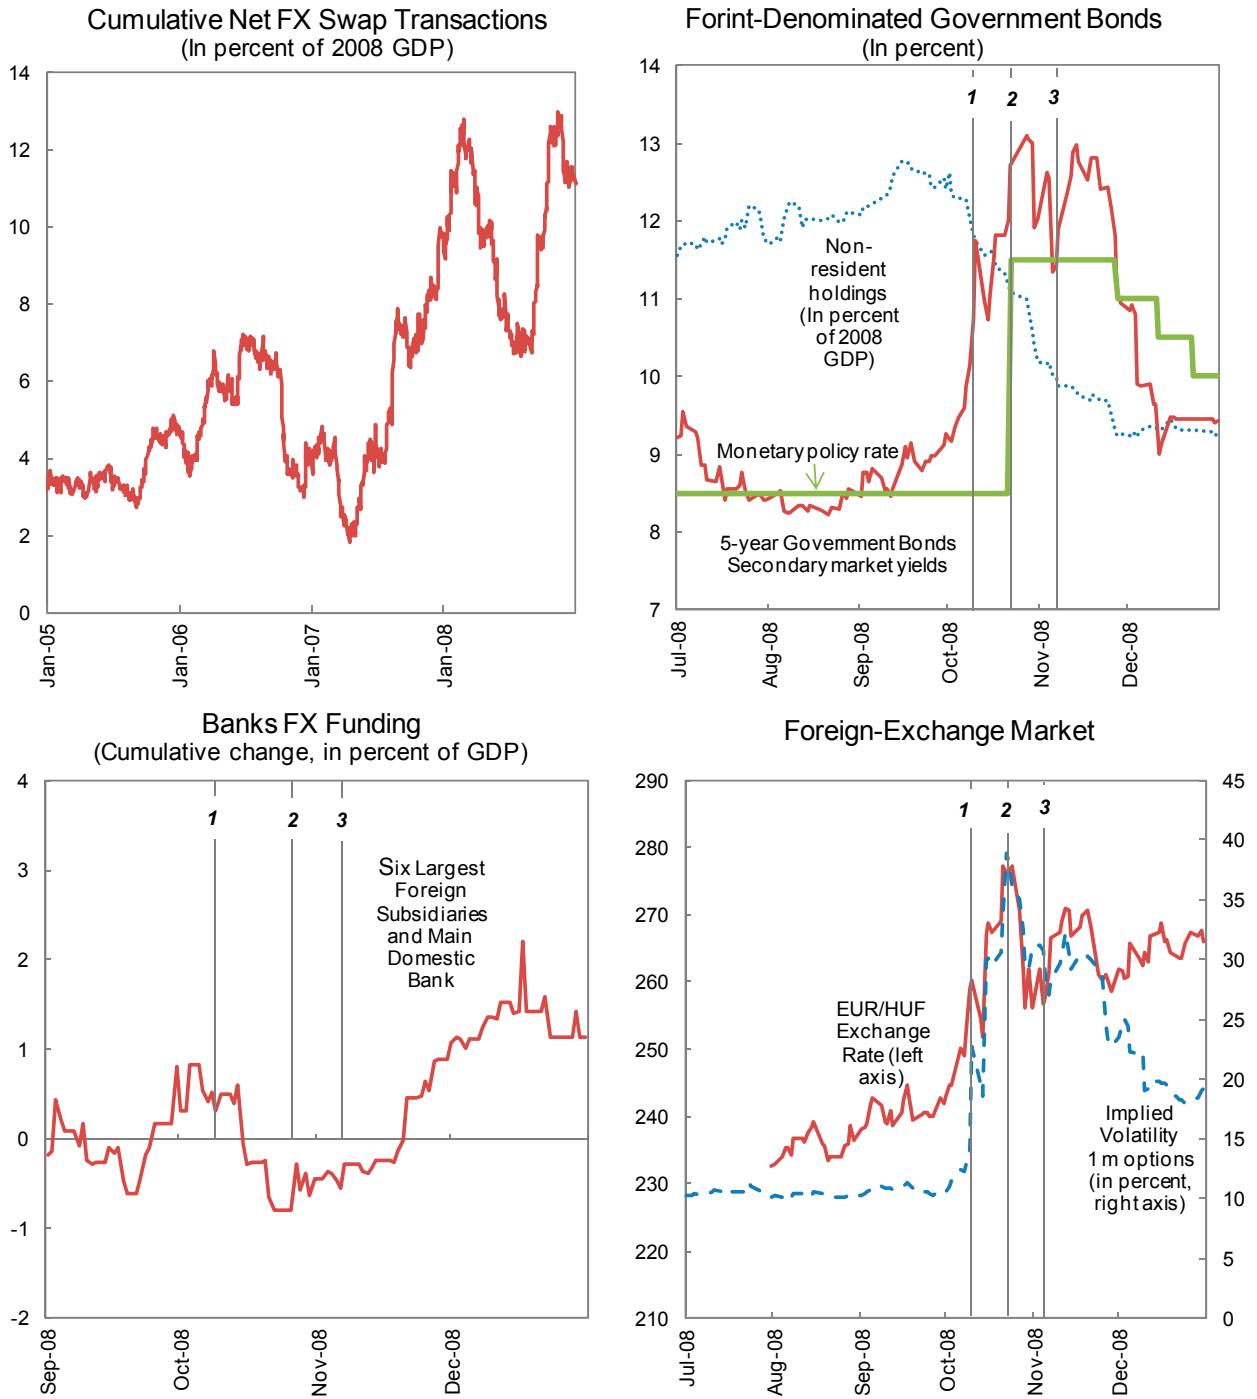 Cumulative Net FX Swap Transactions
(In percent of 2008 GDP)
14
12
10
8
6
4
2
0
Jan-05
Jan-06
Jan-07
Jan-08
Forint-Denominated Government Bonds
(In percent)
14
13
12
11
10
9
8
7
1
2
3
Non-
resident
holdings
(In percent
of 2008
GDP)
Monetary policy rate
5-year Government Bonds
Secondary market yields
Jul-08
Aug-08
Sep-08
Oct-08
Nov-08
Dec-08
Banks FX Funding
(Cumulative change, in percent of GDP)
4
3
2
1
0
-1
-2
1
2
3
Six Largest
Foreign
Subsidiaries
and Main
Domestic
Bank
Sep-08
Oct-08
Nov-08
Dec-08
Foreign-Exchange Market
290
280
270
260
250
240
230
220
210
45
40
35
30
25
20
15
10
5
0
1
2
3
EUR/HUF
Exchange
Rate (left
axis)
Implied
Volatility
1m options
(in percent,
right axis)
Jul-08
Aug-08
Sep-08
Oct-08
Nov-08
Dec-08